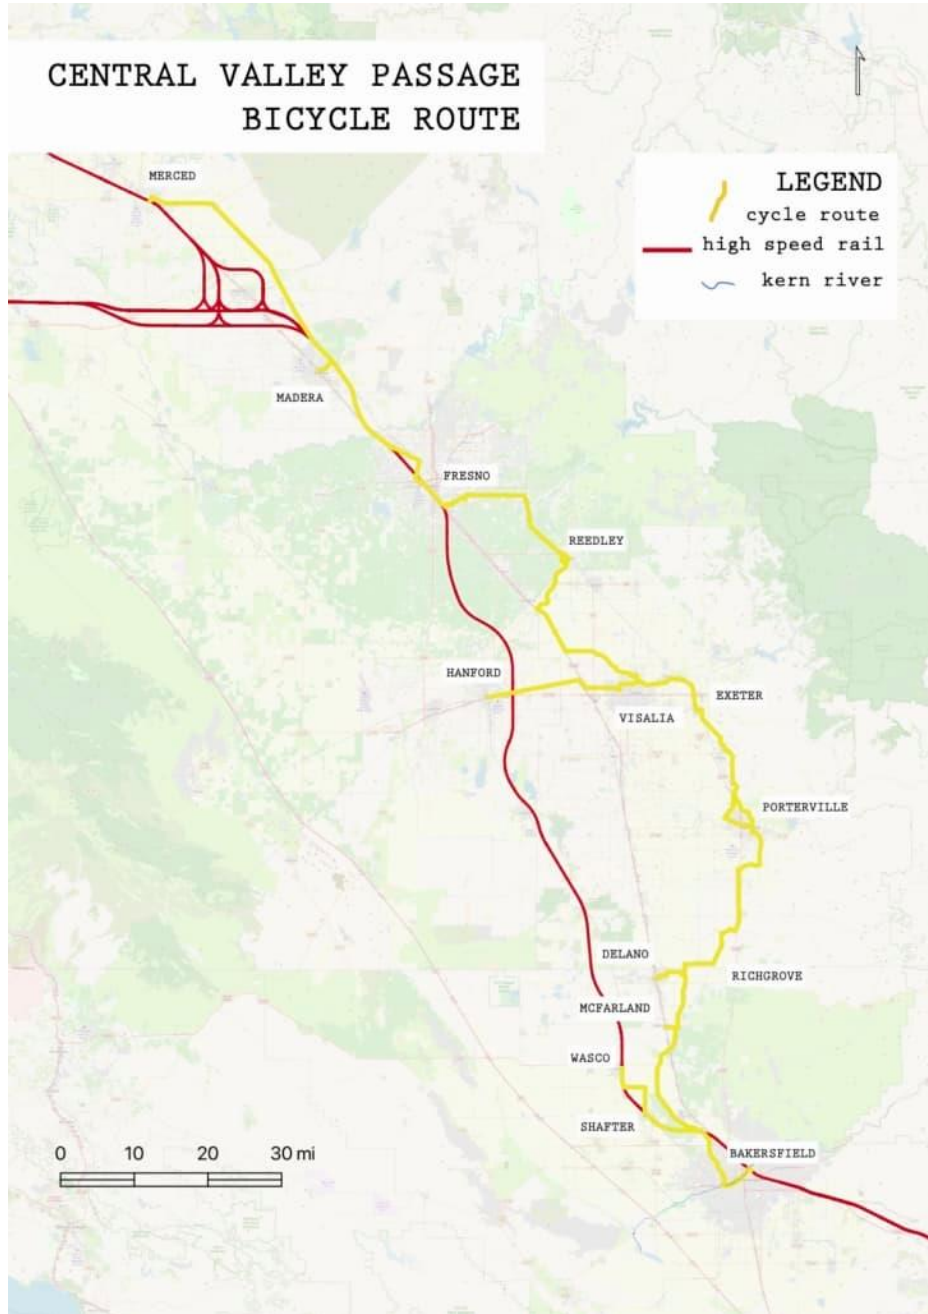 CENTRAL VALLEY PASSAGE
BICYCLE ROUTE
MERCED
LEGEND
cycle route
high speed rail
kern river
MADERA
FRESNO
REEDLEY
HANFORD
EXETER
VISALIA
PORTERVILLE
DELANO
RICHGROVE
MCFARLAND
WASCO
SHAFTER
BAKERSFIELD
0 10 20 30 mi